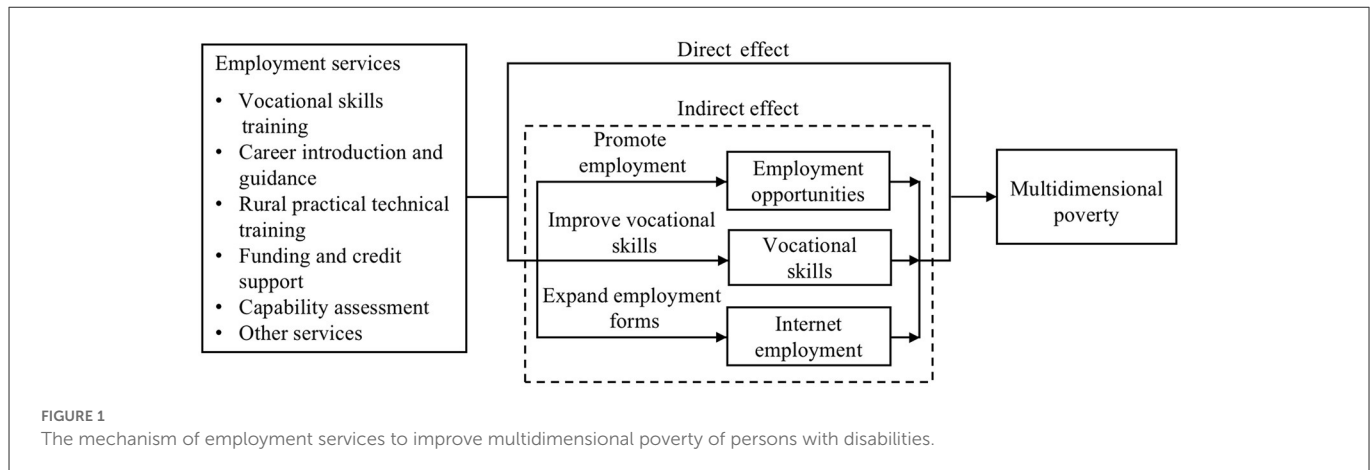 Employment services
• Vocational skills
training
• Career introduction and
guidance
• Rural practical technical
training
• Funding and credit
support
• Capability assessment
• Other services
Direct effect
Indirect effect
Promote
employment
Employment
opportunities
Improve vocational
skills
Vocational
skills
Expand employment
forms
Internet
employment
Multidimensional
poverty
FIGURE 1
The mechanism of employment services to improve multidimensional poverty of persons with disabilities.